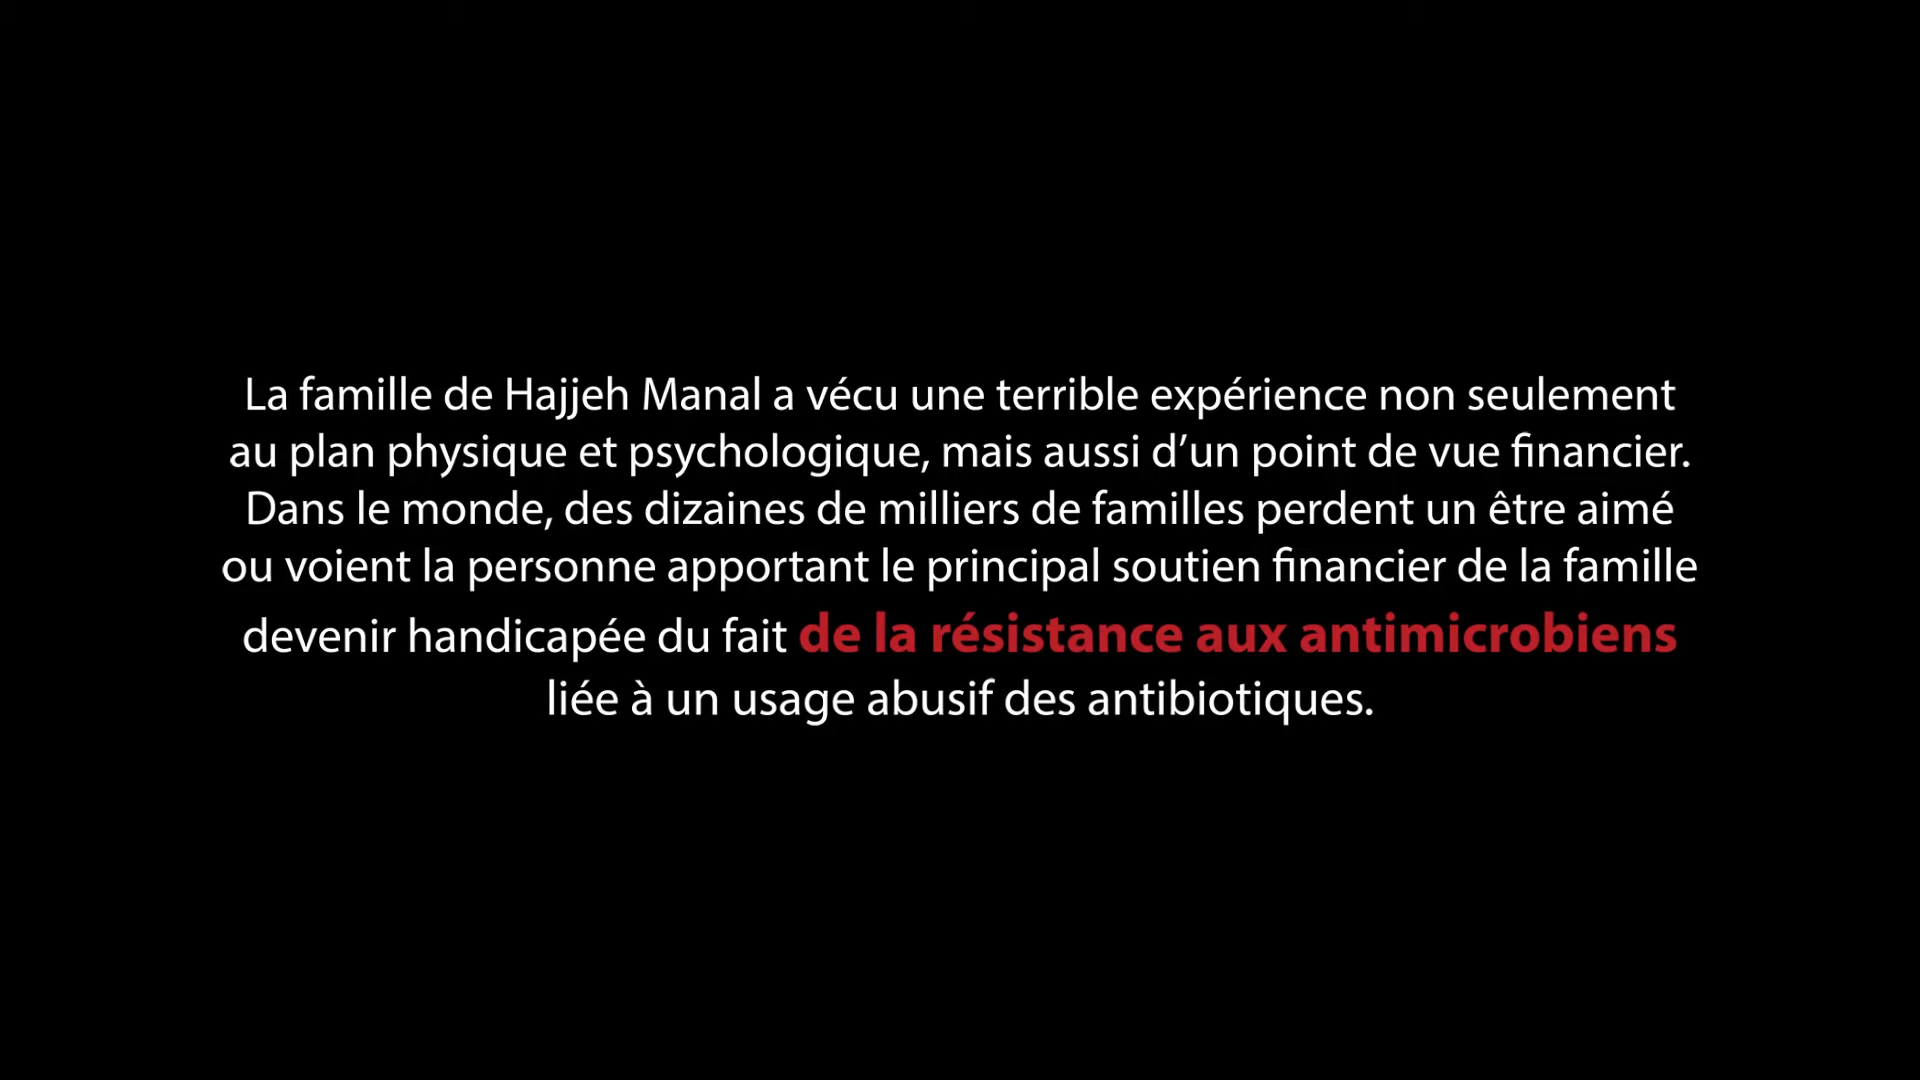 La famille de Hajjeh Manal a vécu une terrible expérience non seulement
au plan physique et psychologique, mais aussi d’un point de vue financier.
Dans le monde, des dizaines de milliers de familles perdent un être aimé
ou voient la personne apportant le principal soutien financier de la famille
devenir handicapée du fait de la résistance aux antimicrobiens
liée à un usage abusif des antibiotiques.